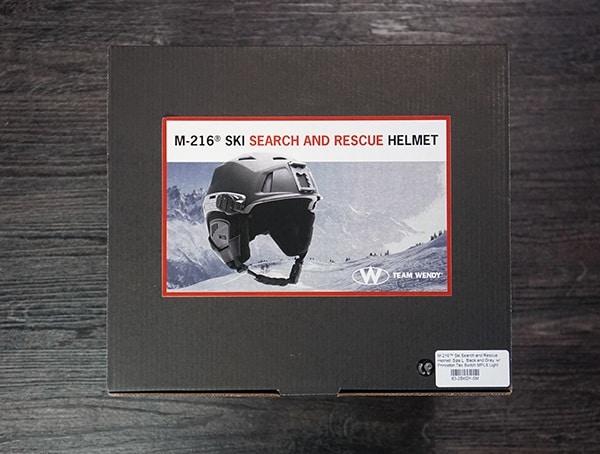 M-216® SKI SEARCH AND RESCUE HELMET
W
TEAM WENDY
M-216™ Ski Search and Rescue
Helmet, Size L, Black and Gray, w/
Princeton Tec Switch MPLS Light